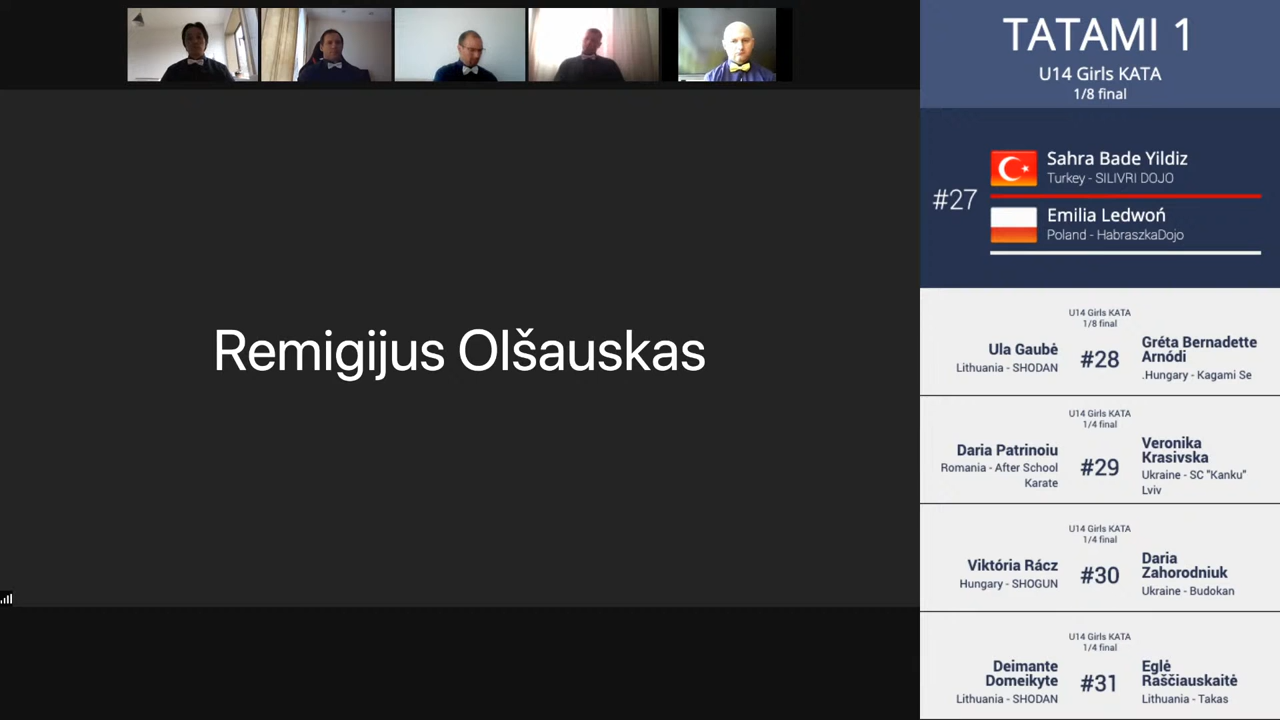 Remigijus Olšauskas
TATAMI 1
U14 Girls KATA
1/8 final
#27
Sahra Bade Yildiz
Turkey - SILIVRI DOJO
Emilia Ledwoń
Poland - HabraszkaDojo
U14 Girls KATA
1/8 final
Ula Gaubė
Lithuania - SHODAN
#28
Gréta Bernadette
Arnódi
.Hungary - Kagami Se
U14 Girls KATA
1/4 final
Daria Patrinoiu
Romania - After School
Karate
#29
Veronika
Krasivska
Ukraine - SC "Kanku"
Lviv
U14 Girls KATA
1/4 final
Viktória Rácz
Hungary - SHOGUN
#30
Daria
Zahorodniuk
Ukraine - Budokan
U14 Girls KATA
1/4 final
Deimante
Domeikyte
Lithuania - SHODAN
#31
Eglė
Raščiauskaitė
Lithuania - Takas